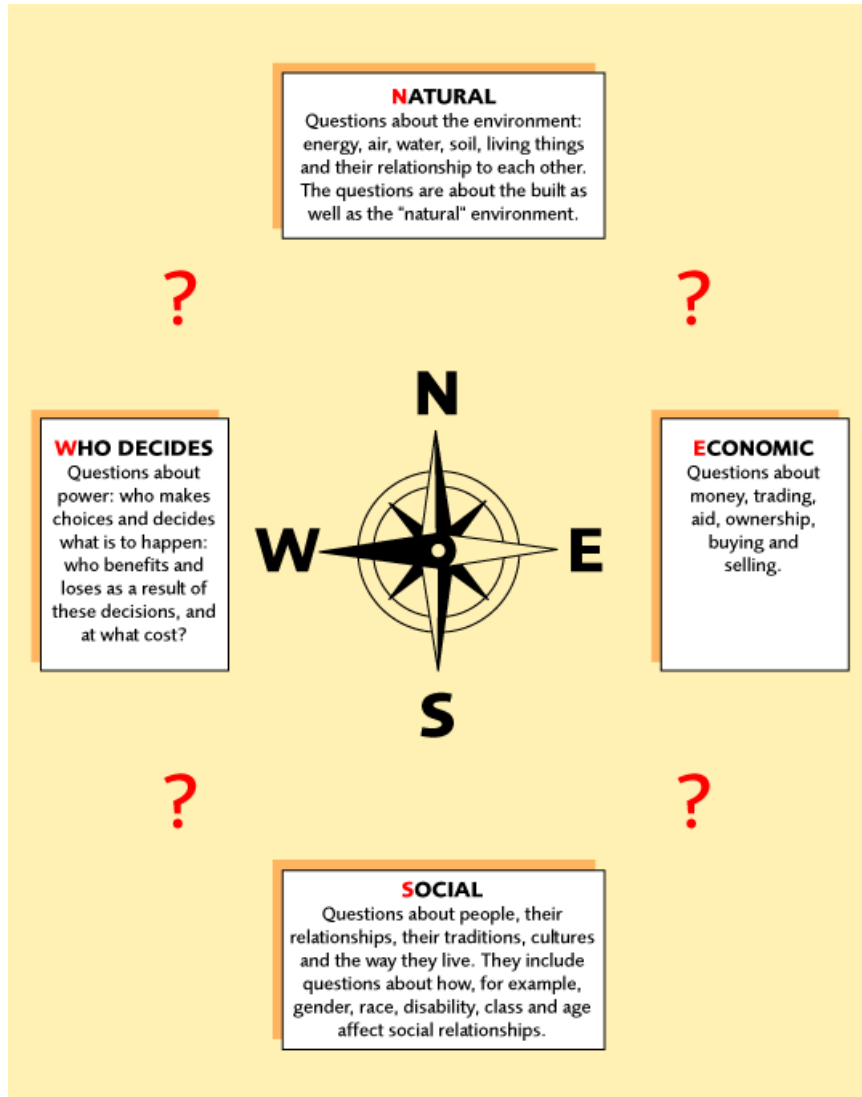 NATURAL
Questions about the environment:
energy, air, water, soil, living things
and their relationship to each other.
The questions are about the built as
well as the "natural" environment.
?
?
N
WHO DECIDES
Questions about
power: who makes
choices and decides
what is to happen:
who benefits and
loses as a result of
these decisions, and
at what cost?
W
E
ECONOMIC
Questions about
money, trading,
aid, ownership,
buying and
selling.
S
?
?
SOCIAL
Questions about people, their
relationships, their traditions, cultures
and the way they live. They include
questions about how, for example,
gender, race, disability, class and age
affect social relationships.